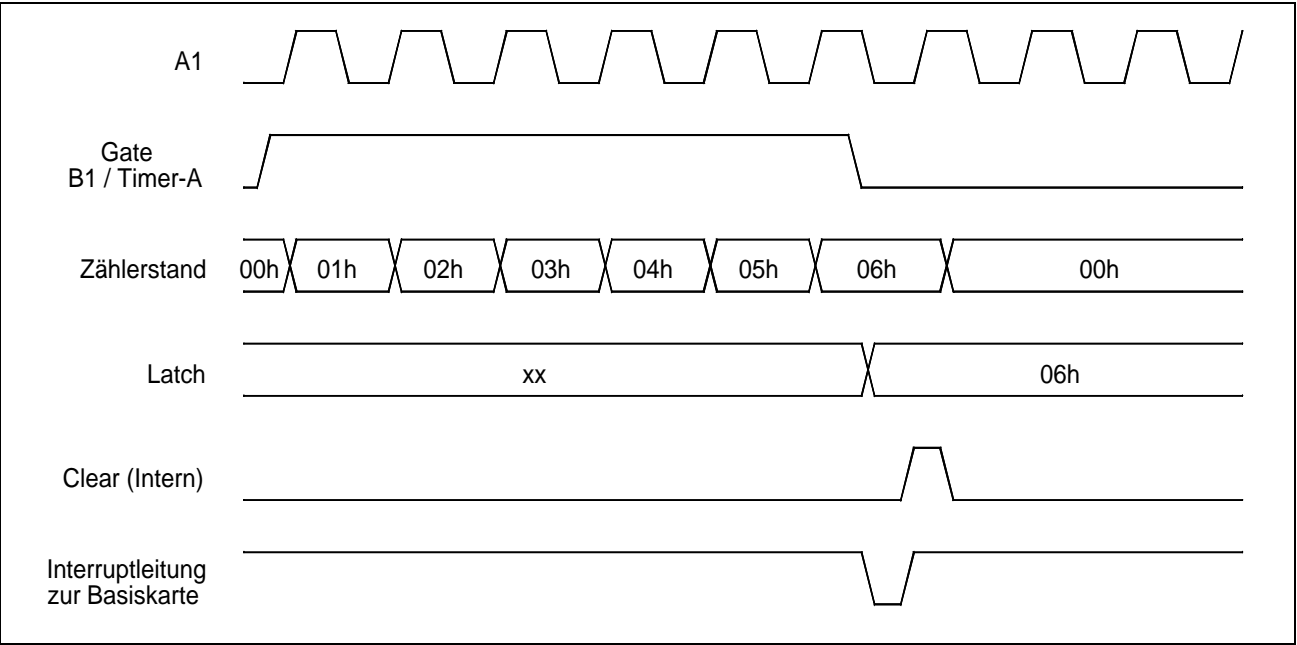 A1
Gate
B1 / Timer-A
Zählerstand
00h 01h 02h 03h 04h 05h 06h 00h
Latch
xx 06h
Clear (Intern)
Interruptleitung
zur Basiskarte